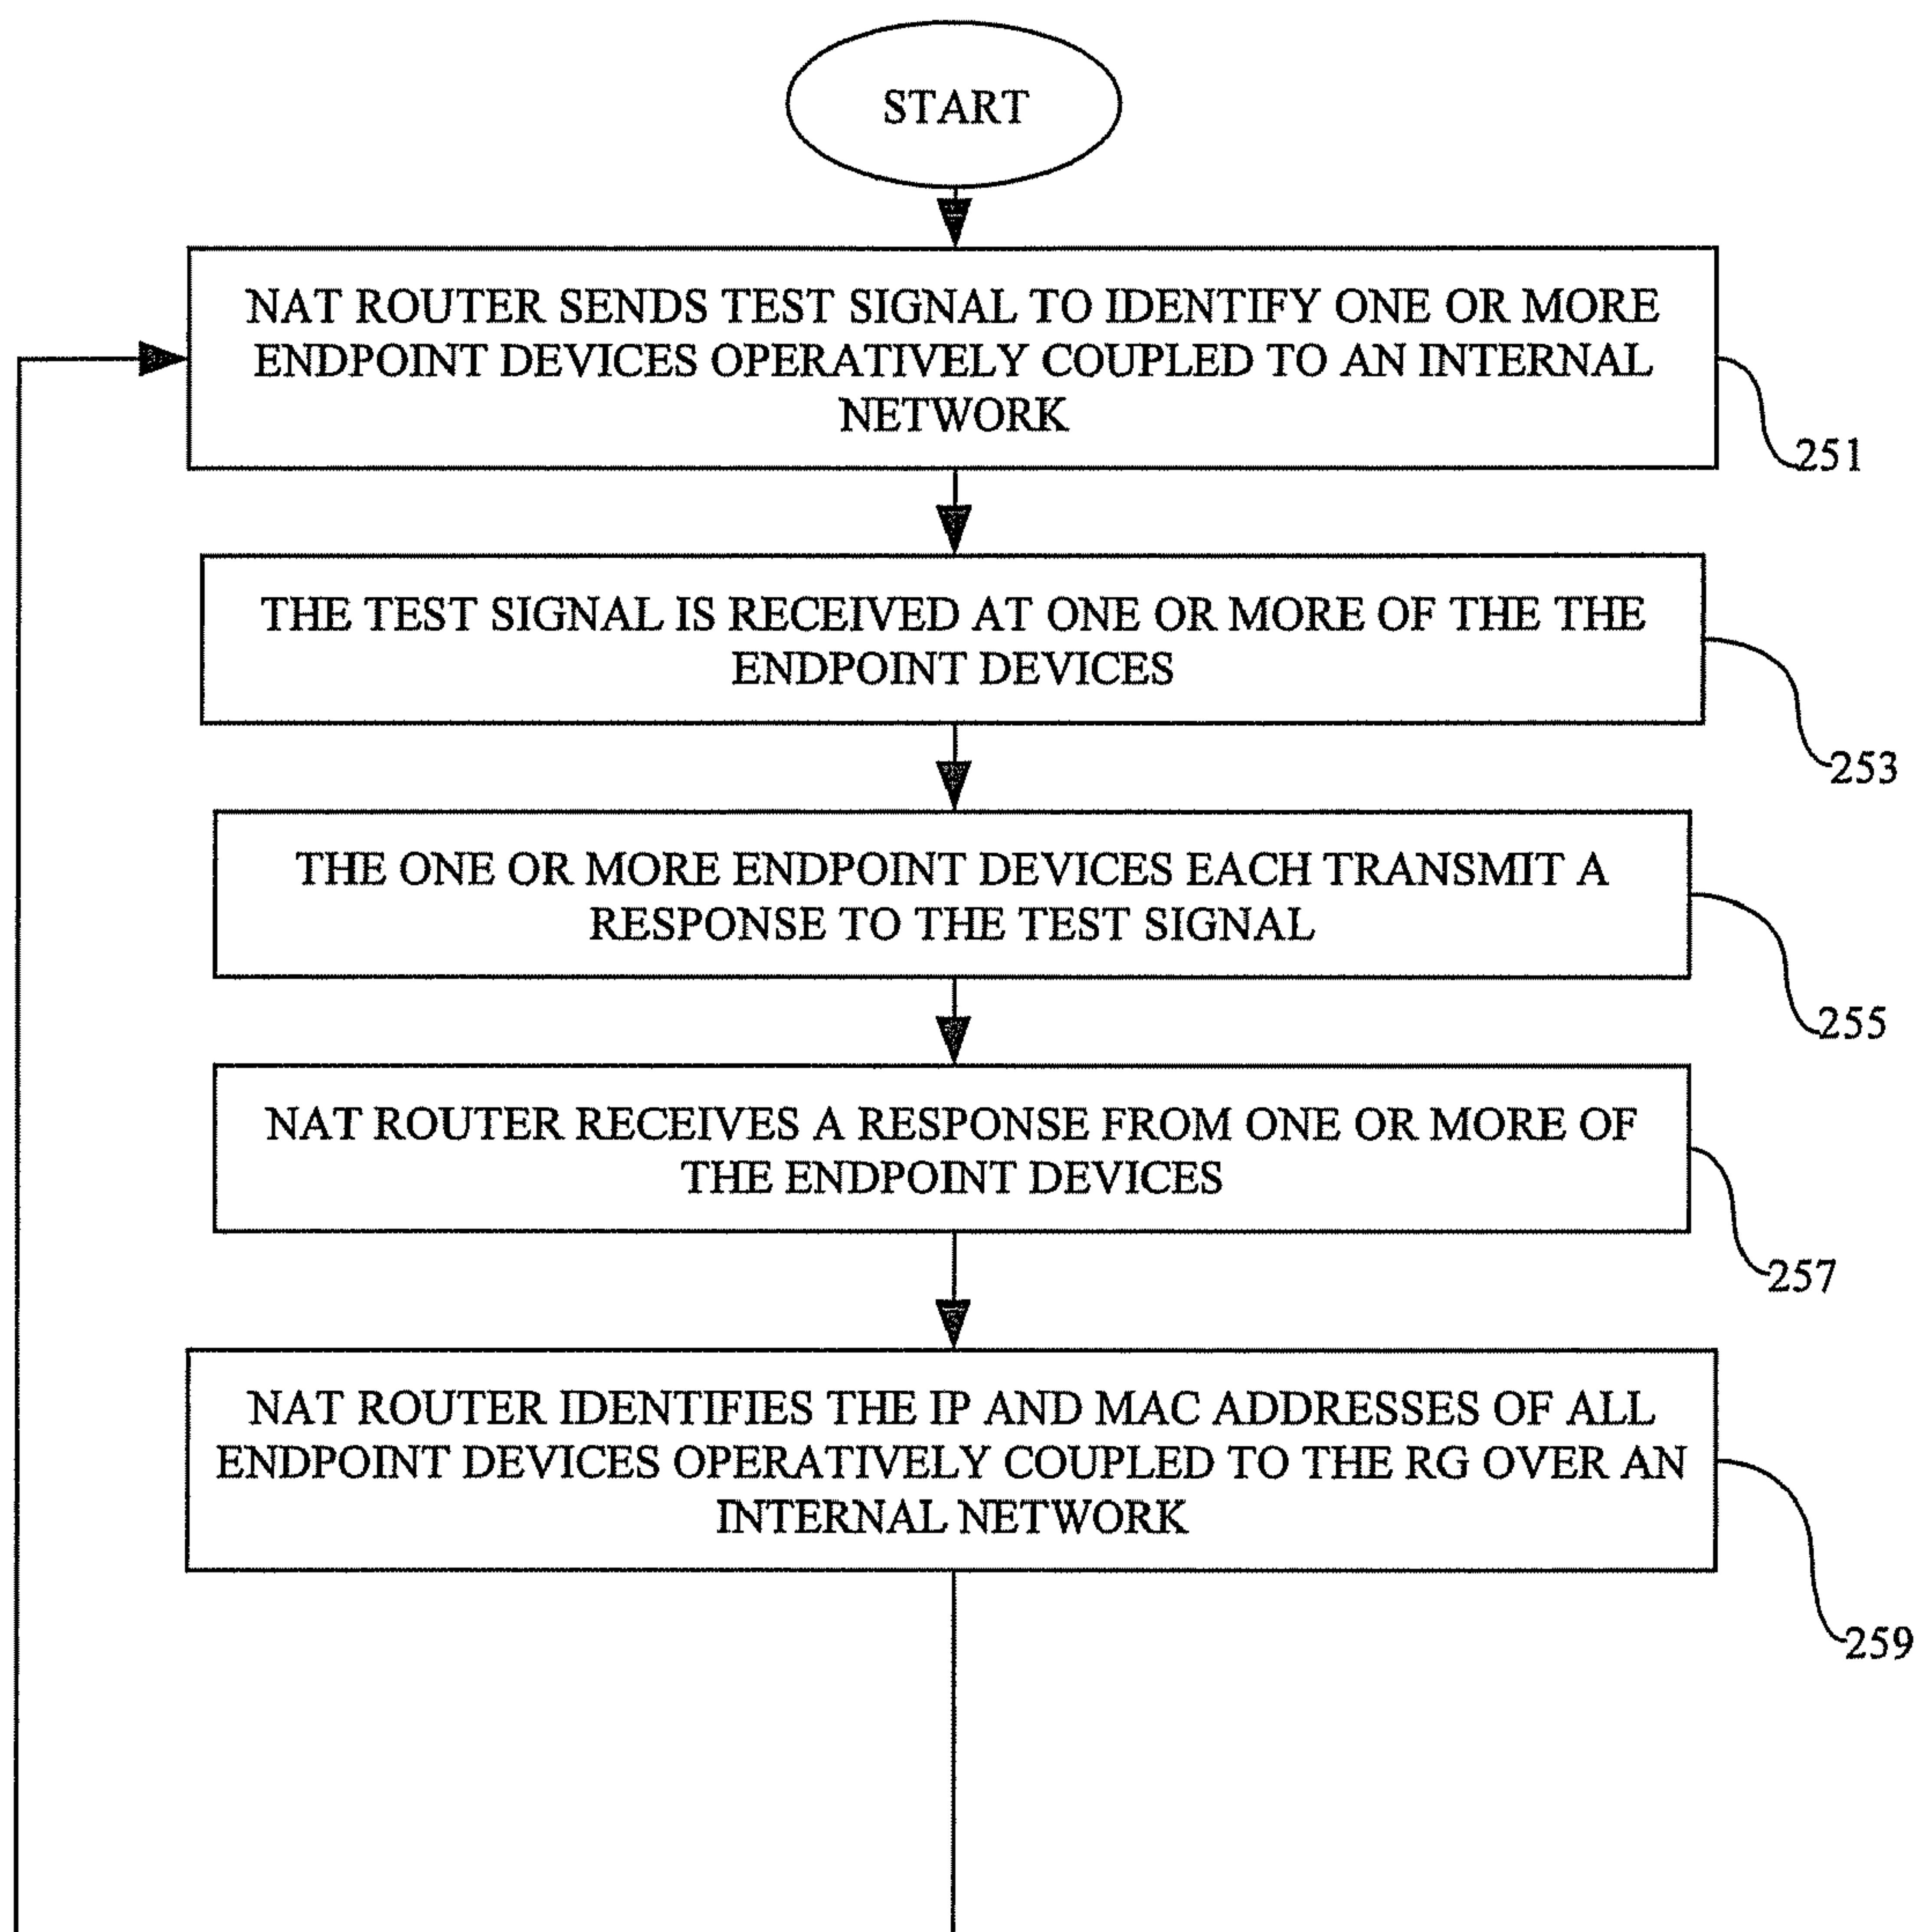 START
NAT ROUTER SENDS TEST SIGNAL TO IDENTIFY ONE OR MORE
ENDPOINT DEVICES OPERATIVELY COUPLED TO AN INTERNAL
NETWORK
251
THE TEST SIGNAL IS RECEIVED AT ONE OR MORE OF THE THE
ENDPOINT DEVICES
253
THE ONE OR MORE ENDPOINT DEVICES EACH TRANSMIT A
RESPONSE TO THE TEST SIGNAL
255
NAT ROUTER RECEIVES A RESPONSE FROM ONE OR MORE OF
THE ENDPOINT DEVICES
257
NAT ROUTER IDENTIFIES THE IP AND MAC ADDRESSES OF ALL
ENDPOINT DEVICES OPERATIVELY COUPLED TO THE RG OVER AN
INTERNAL NETWORK
259